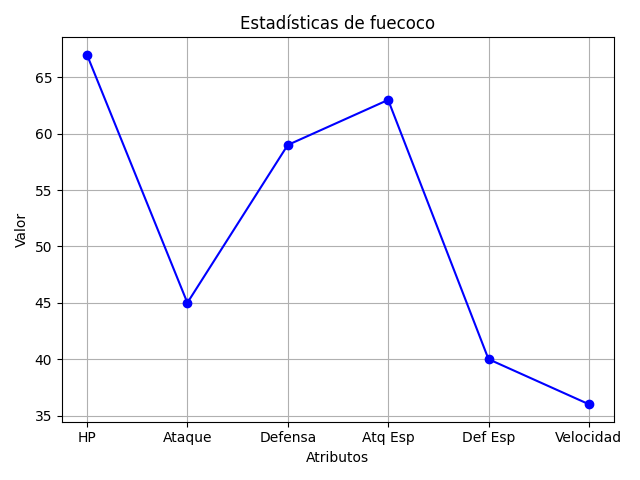 Estadísticas de fuecoco
Valor
65
60
55
50
45
40
35
HP Ataque Defensa Atq Esp Def Esp Velocidad
Atributos